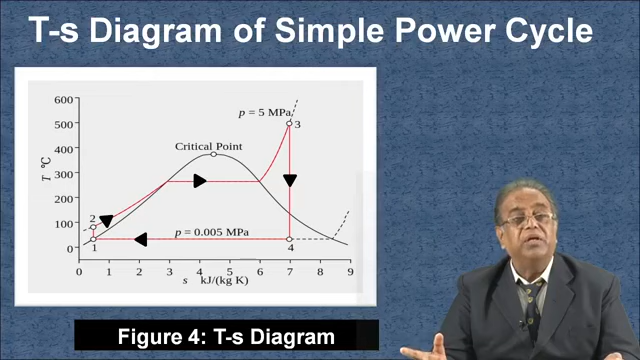 T-s Diagram of Simple Power Cycle
600
500
400
300
200
100
0
T °C
p = 5 MPa
3
Critical Point
2
p = 0.005 MPa
1
4
0 1 2 3 4 5 6 7 8 9
s kJ/(kg K)
Figure 4: T-s Diagram